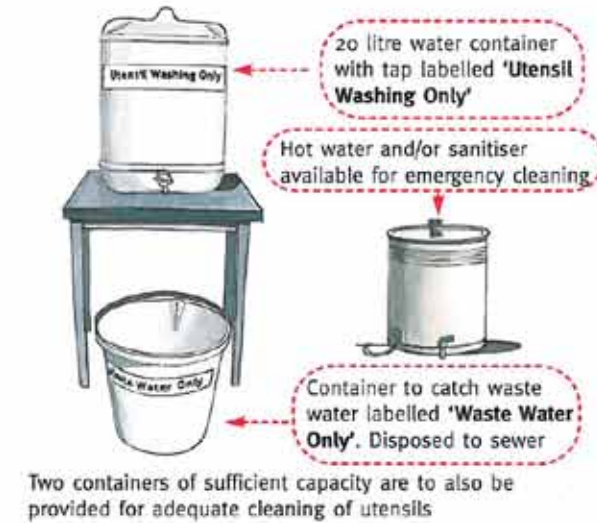 Utensil Washing Only
20 litre water container
with tap labelled 'Utensil
Washing Only'
Hot water and/or sanitiser
available for emergency cleaning
Waste Water Only
Container to catch waste
water labelled 'Waste Water
Only'. Disposed to sewer
Two containers of sufficient capacity are to also be
provided for adequate cleaning of utensils